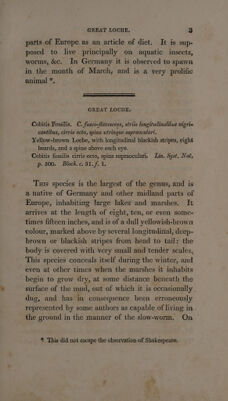 GREAT LOCHE. 3
parts of Europe as an article of diet. It is sup-
posed to live principally on aquatic insects,
worms, &c. In Germany it is observed to spawn
in the month of March, and is a very prolific
animal *.
GREAT LOCHE.
Cobitis Fossilis. C. fusco-flavescens, striis longitudinalibus nigri-
cantibus, cirris octo, spina utrinque supraoculari.
Yellow-brown Loche, with longitudinal blackish stripes, eight
beards, and a spine above each eye.
Cobitis fossilis cirris octo, spina supraoculari. Lin. Syst. Nat.
p. 500. Bloch. t. 31. f. 1.
This species is the largest of the genus, and is
a native of Germany and other midland parts of
Europe, inhabiting large lakes and marshes. It
arrives at the length of eight, ten, or even some-
times fifteen inches, and is of a dull yellowish-brown
colour, marked above by several longitudinal, deep-
brown or blackish stripes from head to tail: the
body is covered with very small and tender scales.
This species conceals itself during the winter, and
even at other times when the marshes it inhabits
begin to grow dry, at some distance beneath the
surface of the mud, out of which it is occasionally
dug, and has in consequence been erroneously
represented by some authors as capable of living in
the ground in the manner of the slow-worm. On
* This did not escape the observation of Shakespeare.